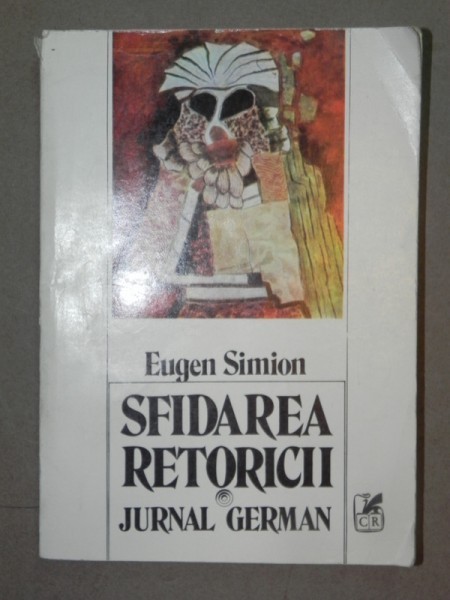 Eugen Simion
SFIDAREA
RETORICII
JURNAL GERMAN
CR